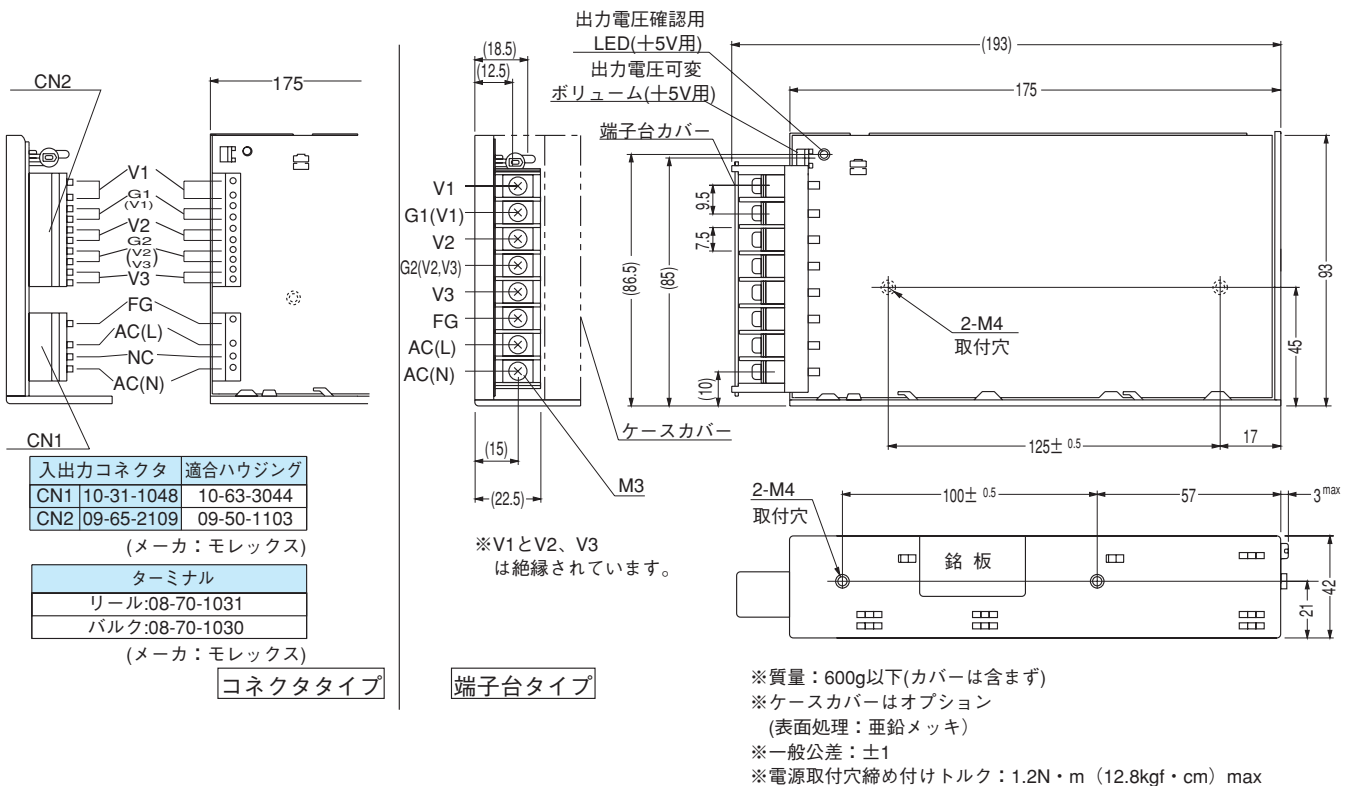 CN2
175
V1
G1
(V1)
V2
G2
(V2
V3)
V3
FG
AC(L)
NC
AC(N)
CN1
入出力コネクタ 適合ハウジング
CN1 10-31-1048 10-63-3044
CN2 09-65-2109 09-50-1103
(メーカ：モレックス)
ターミナル
リール:08-70-1031
バルク:08-70-1030
(メーカ：モレックス)
コネクタタイプ
(18.5)
(12.5)
V1
G1(V1)
V2
G2(V2,V3)
V3
FG
AC(L)
AC(N)
(15)
(22.5)
M3
ケースカバー
※V1とV2、V3
は絶縁されています。
端子台タイプ
出力電圧確認用
LED(＋5V用)
出力電圧可変
ボリューム(＋5V用)
端子台カバー
(193)
175
9.5
7.5
(86.5)
(85)
(10)
2-M4
取付穴
93
45
125± 0.5
17
2-M4
取付穴
100± 0.5
57
3max
銘 板
21
42
※質量：600g以下(カバーは含まず)
※ケースカバーはオプション
(表面処理：亜鉛メッキ）
※一般公差：±1
※電源取付穴締め付けトルク：1.2N・m（12.8kgf・cm）max